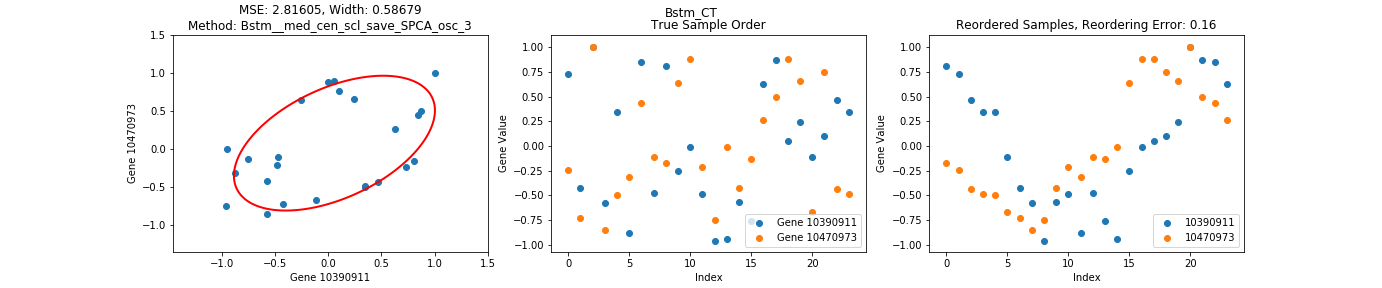 Bstm_CT
MSE: 2.81605, Width: 0.58679
Method: Bstm__med_cen_scl_save_SPCA_osc_3
Gene 10470973
1.5
1.0
0.5
0.0
−0.5
−1.0
−1.0 −0.5 0.0 0.5 1.0 1.5
Gene 10390911
True Sample Order
Gene Value
1.00
0.75
0.50
0.25
0.00
−0.25
−0.50
−0.75
−1.00
Gene 10390911
Gene 10470973
0 5 10 15 20
Index
Reordered Samples, Reordering Error: 0.16
Gene Value
1.00
0.75
0.50
0.25
0.00
−0.25
−0.50
−0.75
−1.00
10390911
10470973
0 5 10 15 20
Index